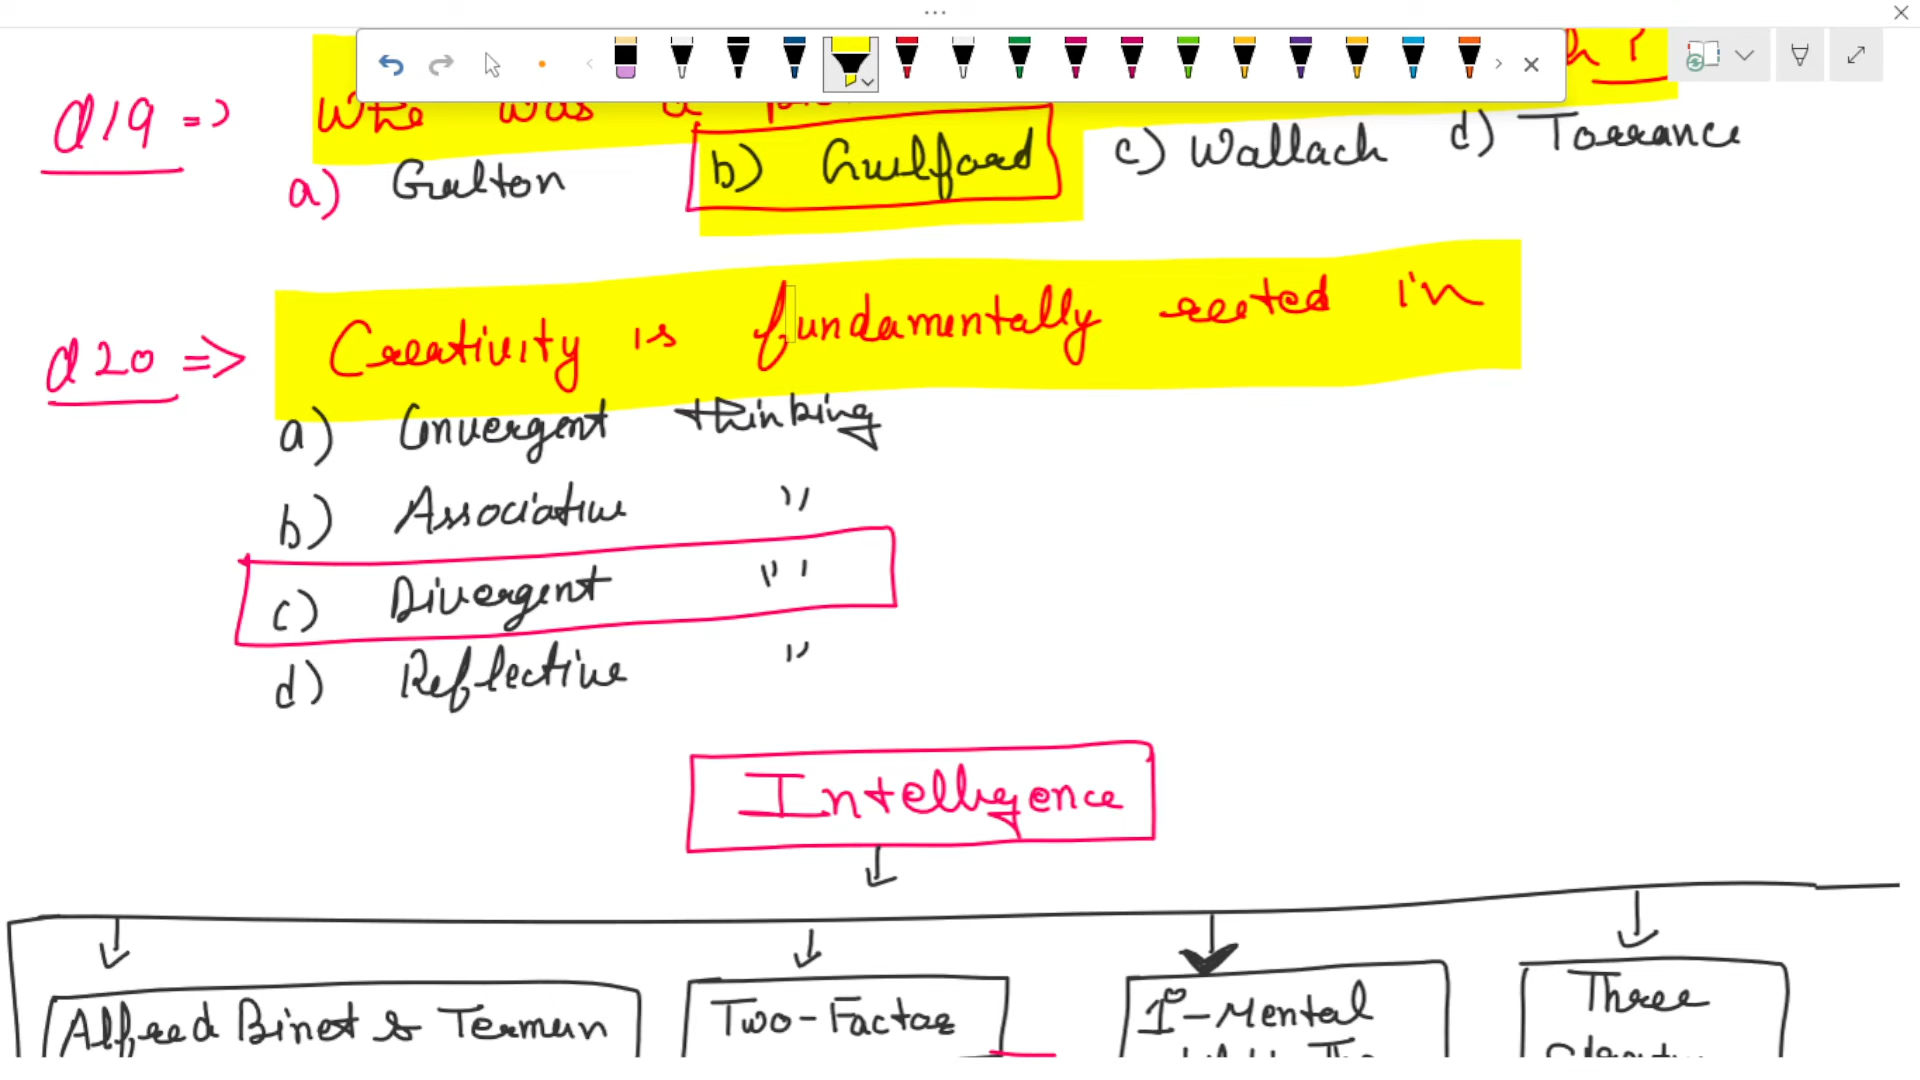 Q19 =>
Who was a
a) Galton b) Guilford c) Wallach d) Torrance
Q20 => Creativity is fundamentally rooted in
a) Convergent thinking
b) Associative "
c) Divergent "
d) Reflective "
Intelligence
Alfred Binet & Terman Two-Factor 1°-Mental Three